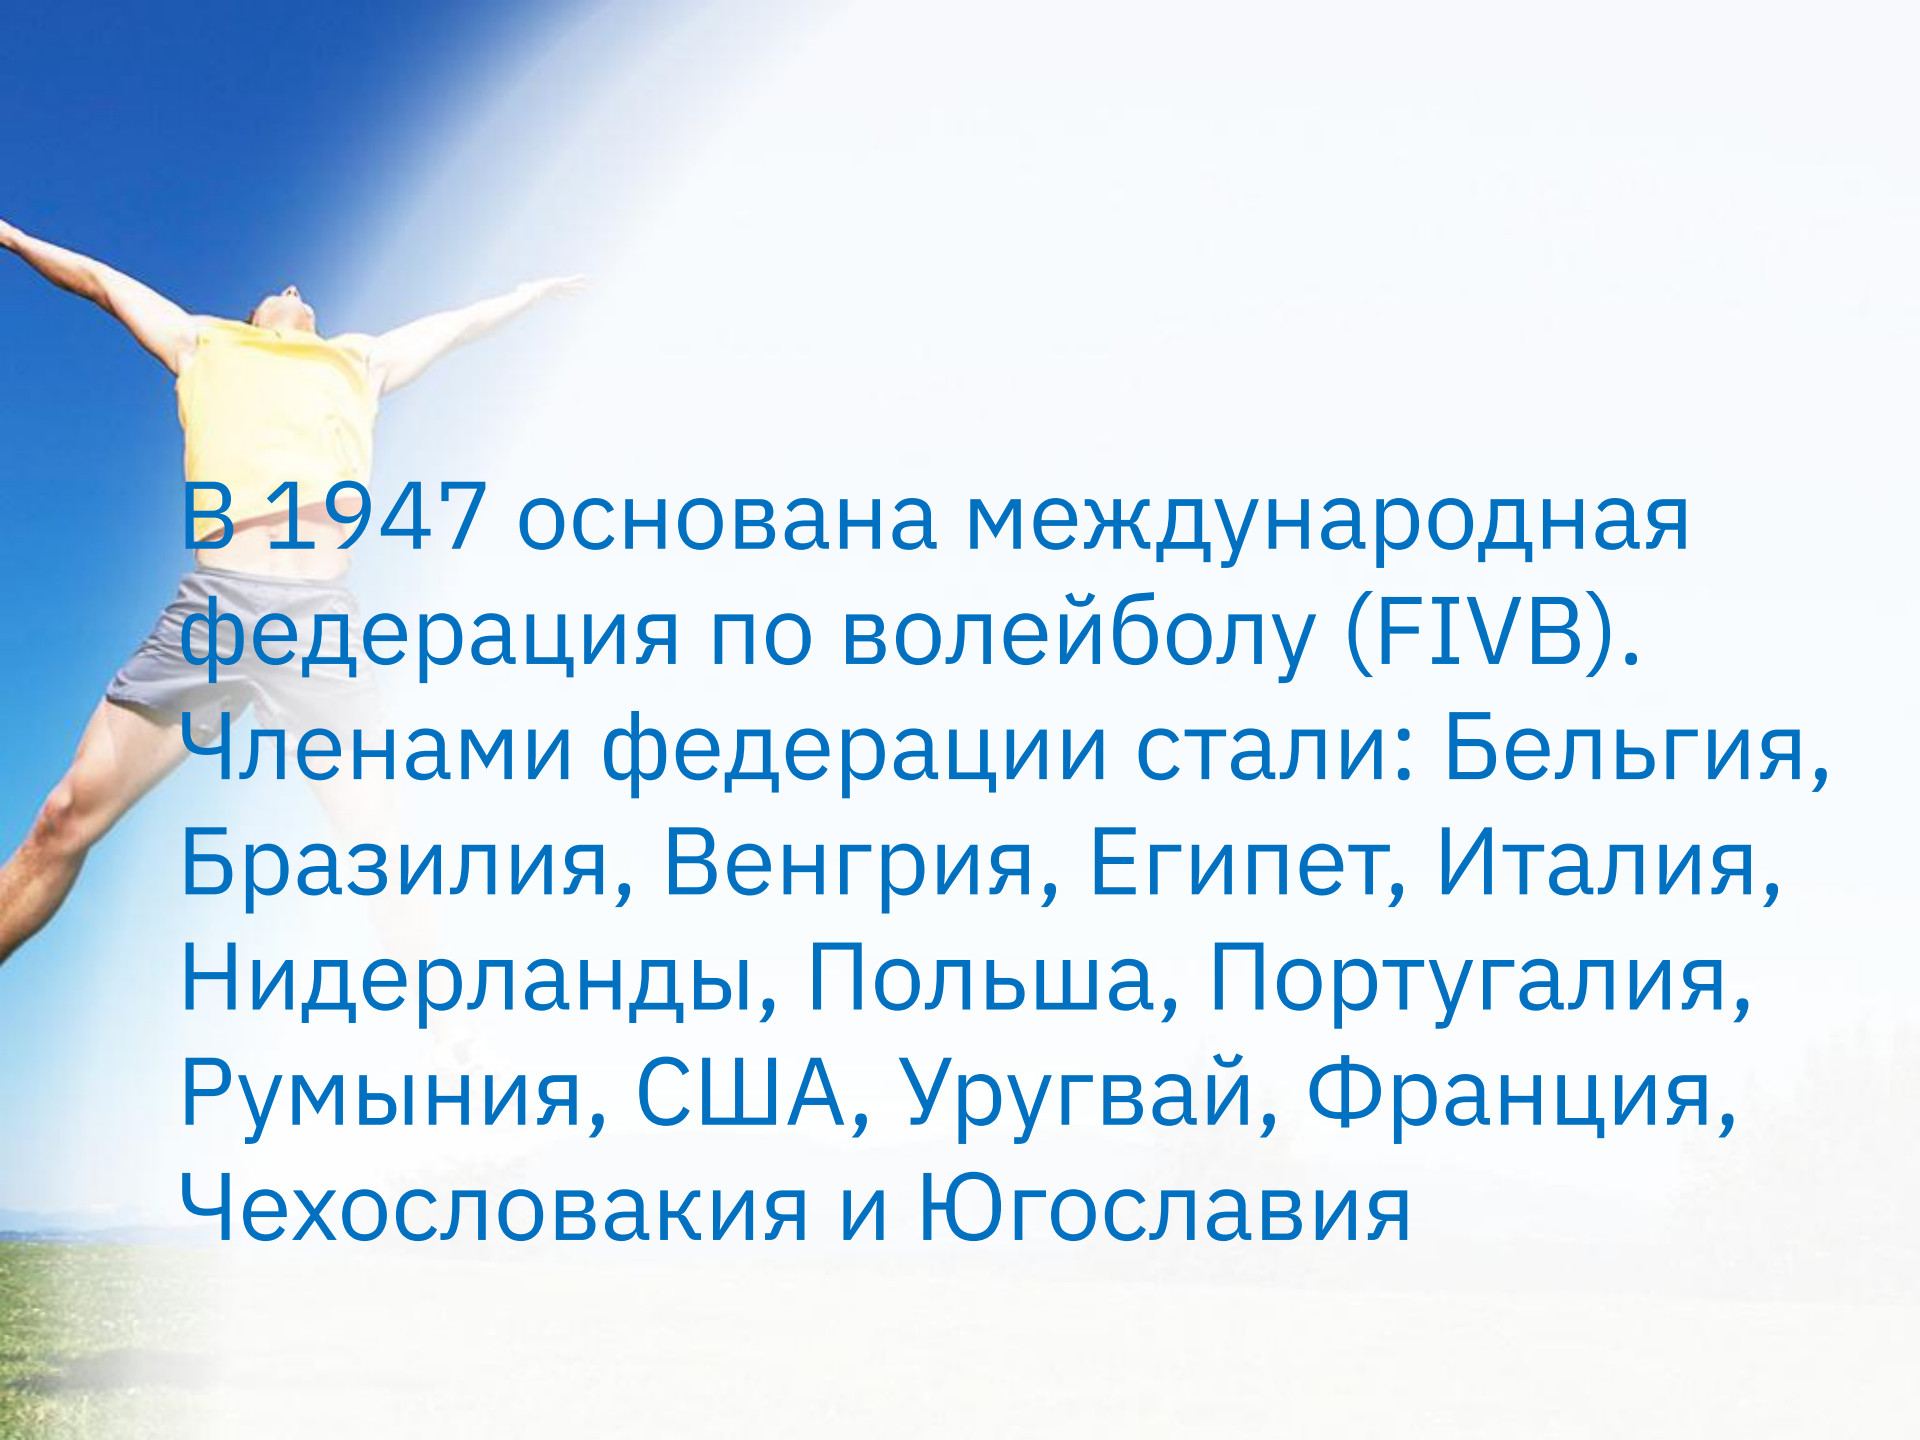 В 1947 основана международная
федерация по волейболу (FIVB).
Членами федерации стали: Бельгия,
Бразилия, Венгрия, Египет, Италия,
Нидерланды, Польша, Португалия,
Румыния, США, Уругвай, Франция,
Чехословакия и Югославия